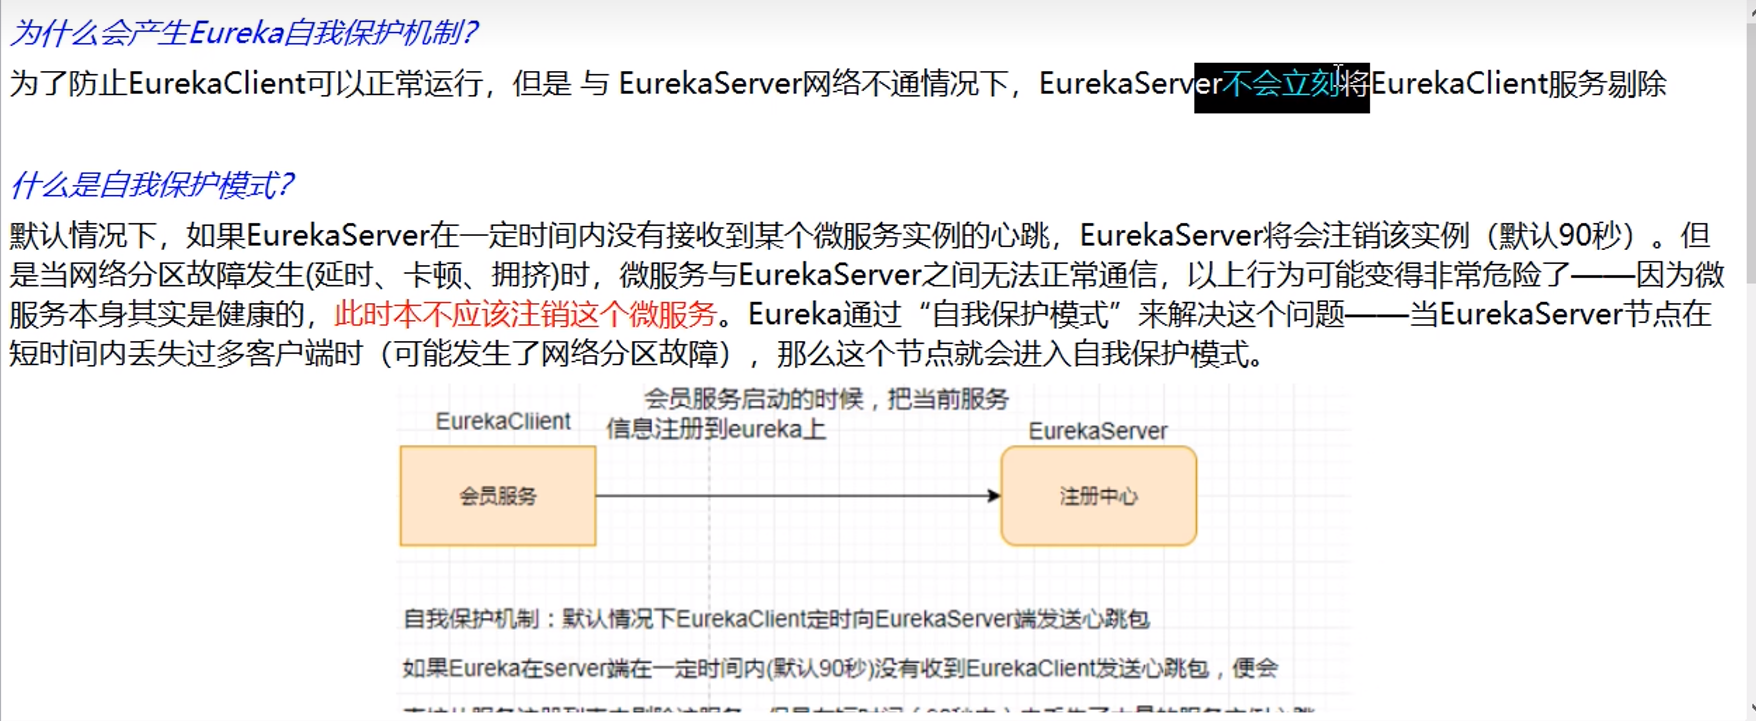 为什么会产生Eureka自我保护机制?
为了防止EurekaClient可以正常运行，但是 与 EurekaServer网络不通情况下，EurekaServer不会立刻将EurekaClient服务剔除
什么是自我保护模式?
默认情况下，如果EurekaServer在一定时间内没有接收到某个微服务实例的心跳，EurekaServer将会注销该实例（默认90秒）。但
是当网络分区故障发生(延时、卡顿、拥挤)时，微服务与EurekaServer之间无法正常通信，以上行为可能变得非常危险了——因为微
服务本身其实是健康的，此时本不应该注销这个微服务。Eureka通过“自我保护模式”来解决这个问题——当EurekaServer节点在
短时间内丢失过多客户端时（可能发生了网络分区故障），那么这个节点就会进入自我保护模式。
会员服务启动的时候，把当前服务
信息注册到eureka上
EurekaCliient
EurekaServer
会员服务
注册中心
自我保护机制：默认情况下EurekaClient定时向EurekaServer端发送心跳包
如果Eureka在server端在一定时间内(默认90秒)没有收到EurekaClient发送心跳包，便会